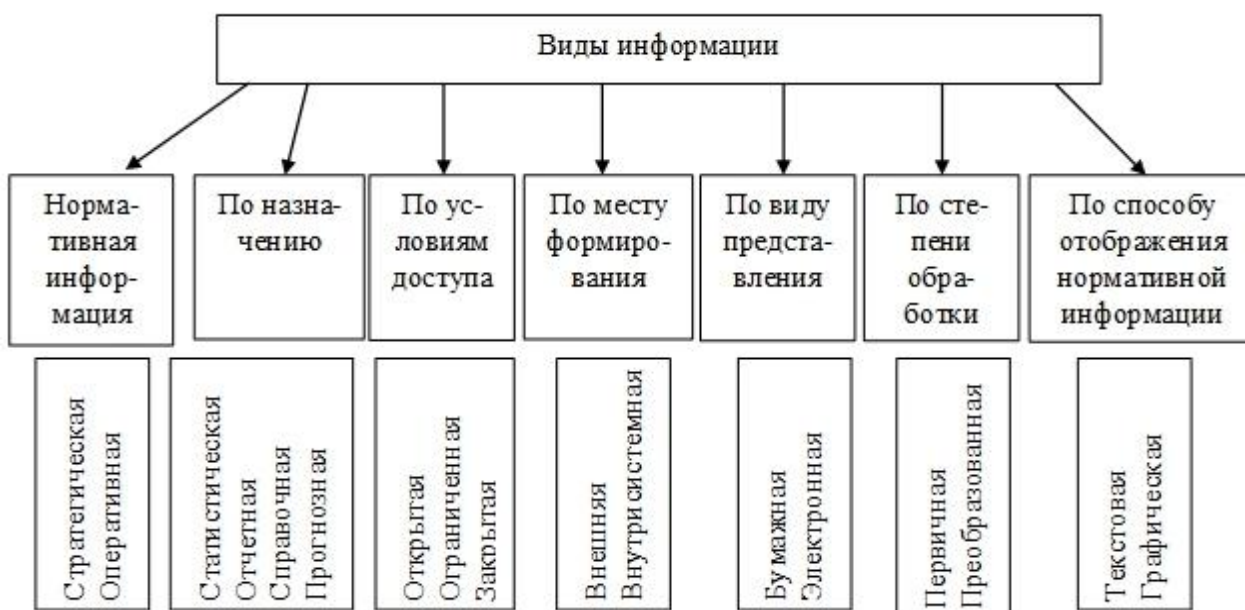 Виды информации
Норма-
тивная
инфор-
мация
По назна-
чению
По ус-
ловиям
доступа
По месту
формиро-
вания
По виду
предста-
вления
По сте-
пени
обра-
ботки
По способу
отображения
нормативной
информации
Стратегическая
Оперативная
Статистическая
Отчетная
Справочная
Прогнозная
Открытая
Ограниченная
Закрытая
Внешняя
Внутрисистемная
Бумажная
Электронная
Первичная
Преобразованная
Текстовая
Графическая